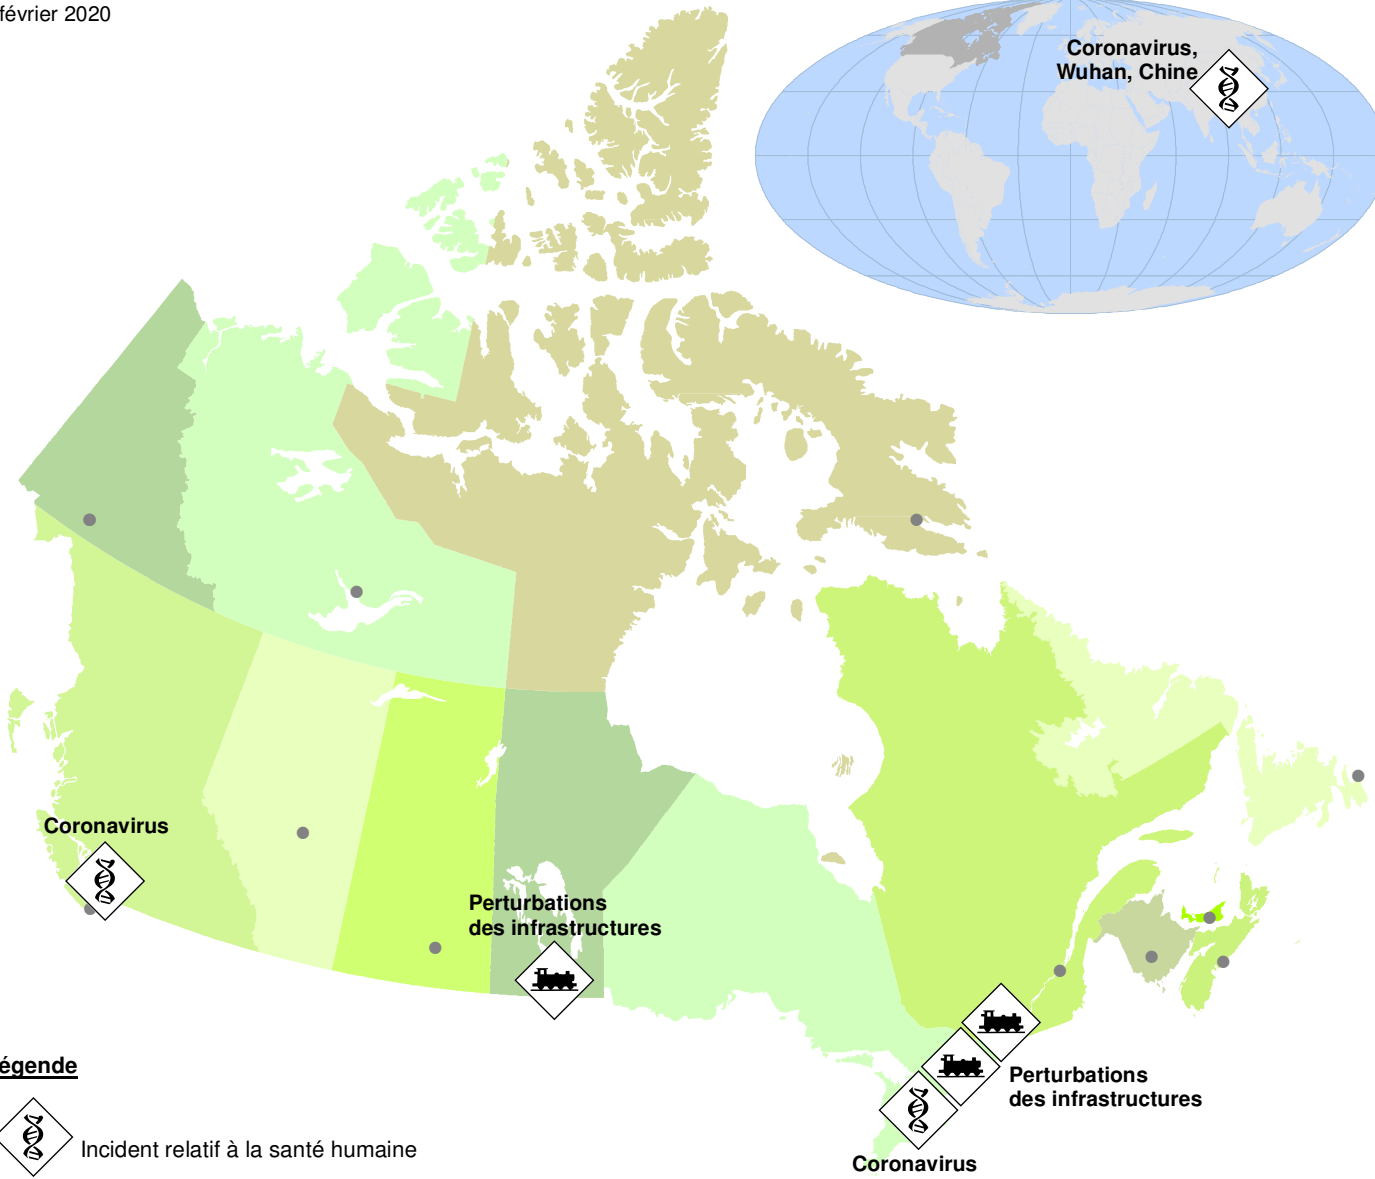 février 2020
Coronavirus,
Wuhan, Chine
Coronavirus
Perturbations
des infrastructures
Perturbations
des infrastructures
Coronavirus
égende
Incident relatif à la santé humaine